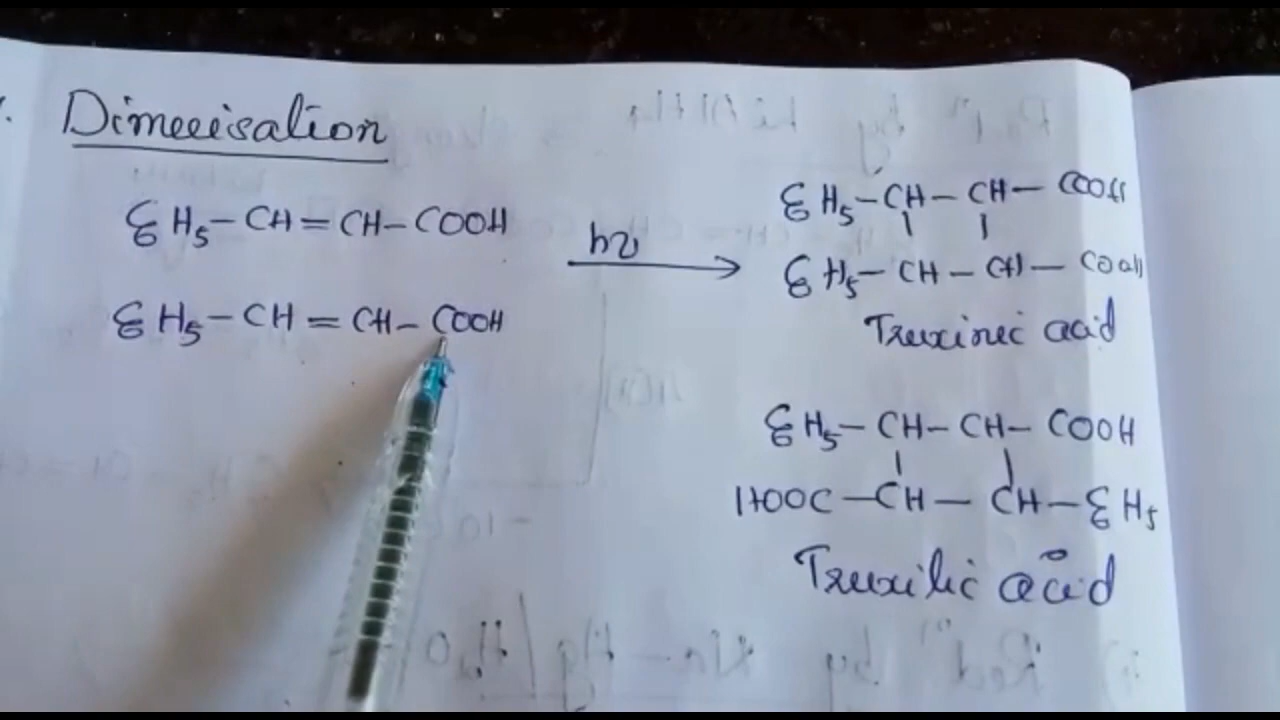 Dimerisation
C6H5-CH=CH-COOH
C6H5-CH=CH-COOH
hν
C6H5-CH-CH-COOH
C6H5-CH-CH-COOH
Truxinic acid
C6H5-CH-CH-COOH
HOOC-CH-CH-C6H5
Truxilic acid